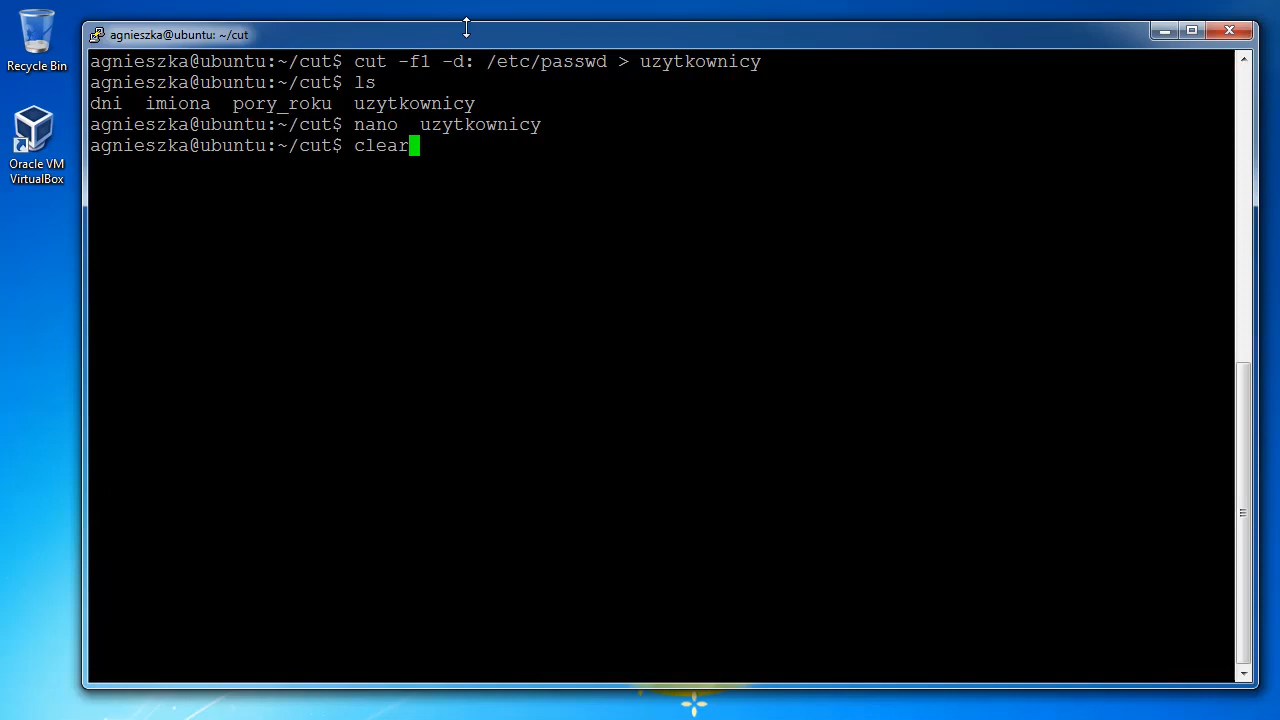 agnieszka@ubuntu: ~/cut
Recycle Bin
Oracle VM
VirtualBox
agnieszka@ubuntu:~/cut$ cut -f1 -d: /etc/passwd > uzytkownicy
agnieszka@ubuntu:~/cut$ ls
dni  imiona  pory_roku  uzytkownicy
agnieszka@ubuntu:~/cut$ nano  uzytkownicy
agnieszka@ubuntu:~/cut$ clear